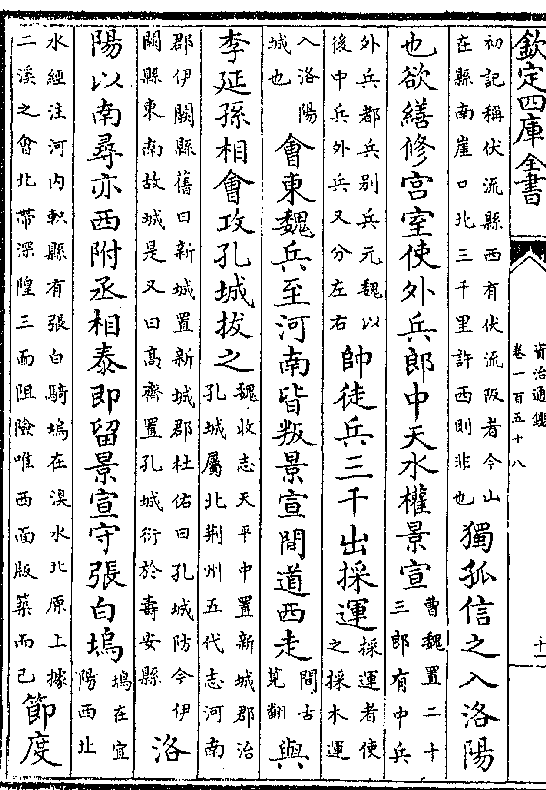 欽定四庫全書
資治通鑑
卷一百五十八
十一
初記稱伏流縣西有伏流阪者今山
在縣南崖口北三千里許西則非也
獨孤信之入洛陽
也欲繕修宫室使外兵郎中天水權景宣
曹魏置二十
三郎有中兵
外兵都兵别兵元魏以
後中兵外兵又分左右
帥徒兵三千出採運
採運者使
之採木運
入洛陽
城也
會東魏兵至河南皆叛景宣間道西走
間古
莧翻
與
李延孫相會攻孔城拔之
魏收志天平中置新城郡治
孔城屬北荆州五代志河南
郡伊闕縣舊曰新城置新城郡杜佑曰孔城防今伊
闕縣東南故城是又曰高齊置孔城衍於壽安縣
洛
陽以南尋亦西附丞相泰即留景宣守張白塢
塢在宜
陽西北
水經注河内軹縣有張白騎塢在溴水北原上據
二溪之會北帶深隍三面阻險唯西面版築而已
節度